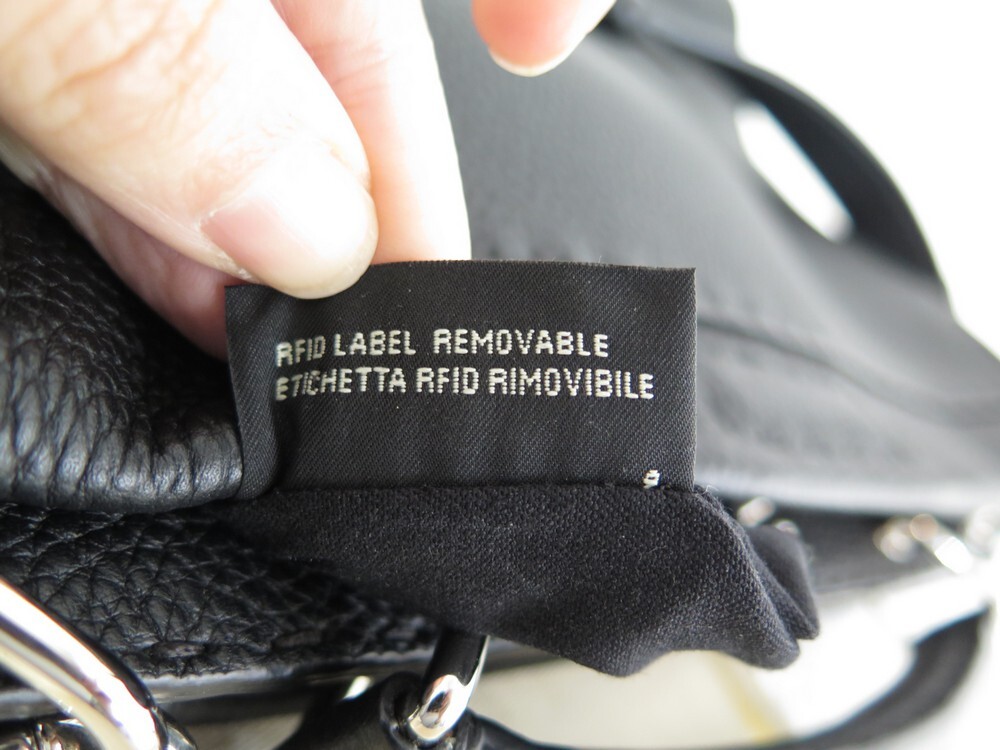 RFID LABEL REMOVABLE
ETICHETTA RFID RIMOVIBILE